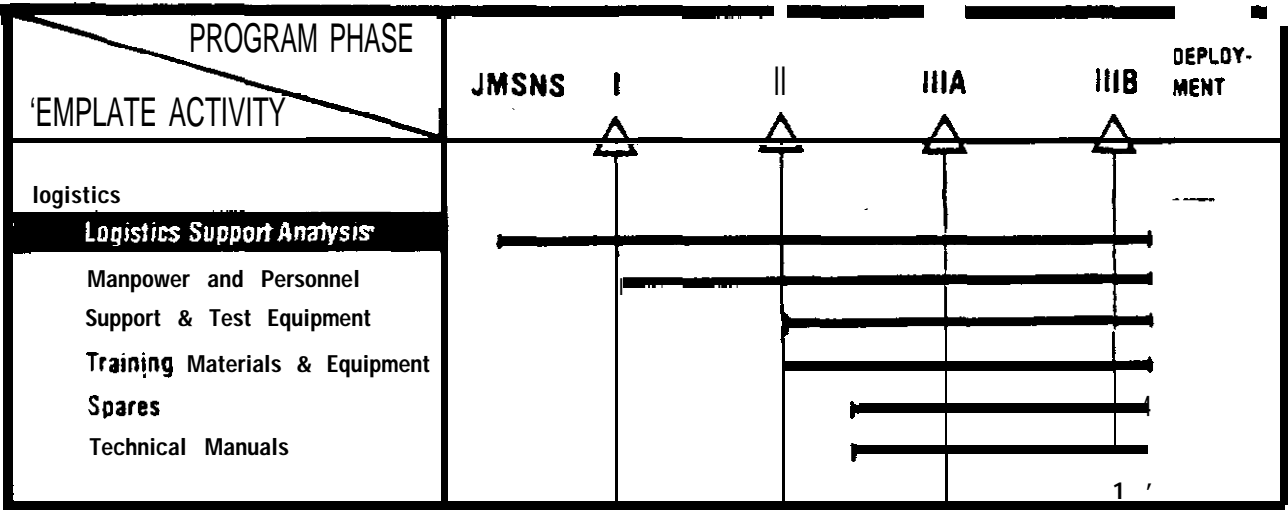 PROGRAM PHASE
'EMPLATE ACTIVITY
JMSNS I II IIIA IIIB DEPLOY-
MENT
logistics
Logistics Support Analysis
Manpower and Personnel
Support & Test Equipment
Training Materials & Equipment
Spares
Technical Manuals
1 '